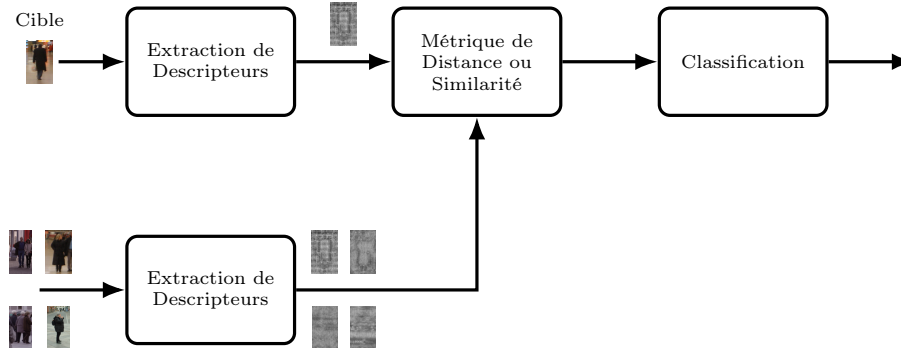 Cible
Extraction de
Descripteurs
Métrique de
Distance ou
Similarité
Classification
Extraction de
Descripteurs